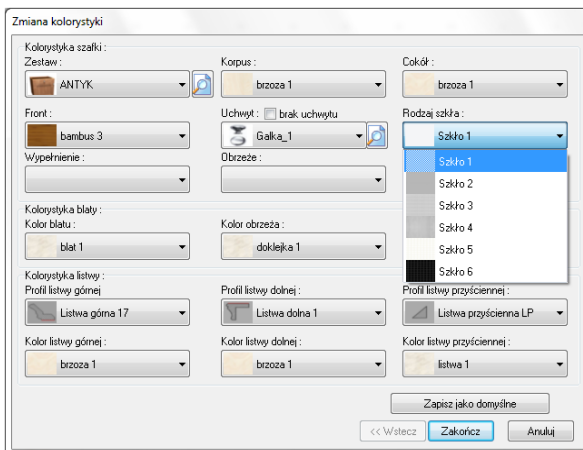 Zmiana kolorystyki
Kolorystyka szafki :
Zestaw : Korpus : Cokół :
ANTYK brzoza 1 brzoza 1
Front : Uchwyt : brak uchwytu Rodzaj szkła :
bambus 3 Gałka_1 Szkło 1
Wypełnienie : Obrzeże :
Szkło 1
Szkło 2
Szkło 3
Szkło 4
Szkło 5
Szkło 6
Kolorystyka blaty :
Kolor blatu : Kolor obrzeża :
blat 1 doklejka 1
Kolorystyka listwy :
Profil listwy górnej Profil listwy dolnej : Profil listwy przyściennej :
Listwa górna 17 Listwa dolna 1 Listwa przyścienna LP
Kolor listwy górnej : Kolor listwy dolnej : Kolor listwy przyściennej :
brzoza 1 brzoza 1 listwa 1
Zapisz jako domyślne
<< Wstecz Zakończ Anuluj